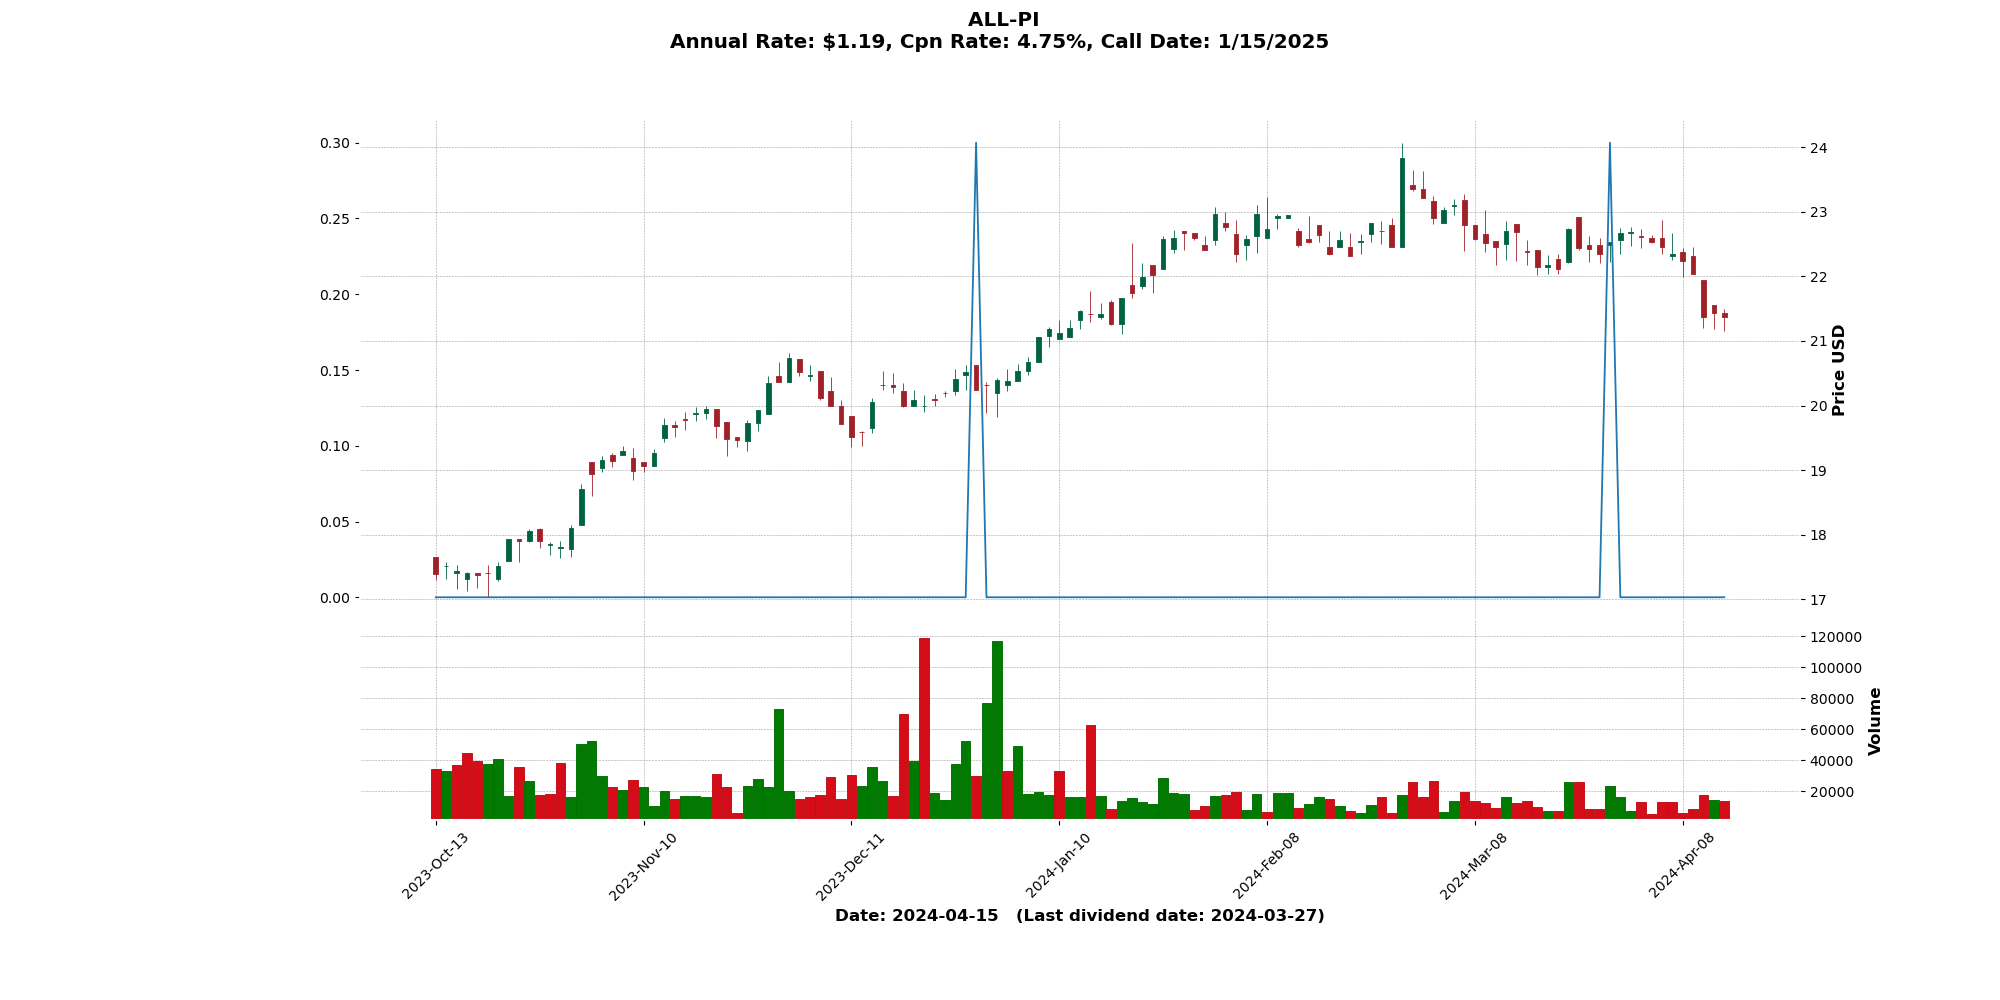 ALL-PI
Annual Rate: $1.19, Cpn Rate: 4.75%, Call Date: 1/15/2025
0.30
0.25
0.20
0.15
0.10
0.05
0.00
24
23
22
21
20
19
18
17
Price USD
120000
100000
80000
60000
40000
20000
Volume
2023-Oct-13
2023-Nov-10
2023-Dec-11
2024-Jan-10
2024-Feb-08
2024-Mar-08
2024-Apr-08
Date: 2024-04-15 (Last dividend date: 2024-03-27)